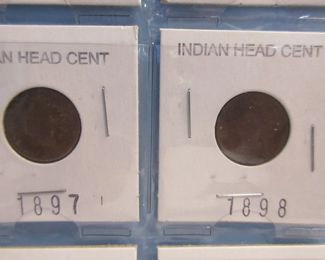 AN HEAD CENT
1897
INDIAN HEAD CENT
1898